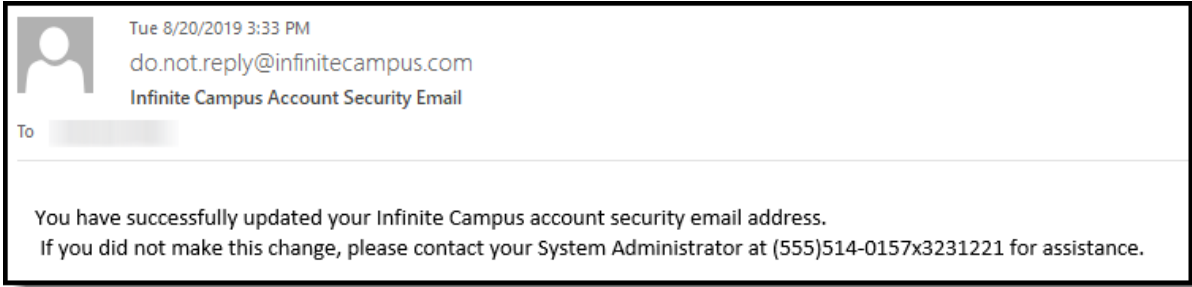 Tue 8/20/2019 3:33 PM
do.not.reply@infinitecampus.com
Infinite Campus Account Security Email
To
You have successfully updated your Infinite Campus account security email address.
If you did not make this change, please contact your System Administrator at (555)514-0157x3231221 for assistance.